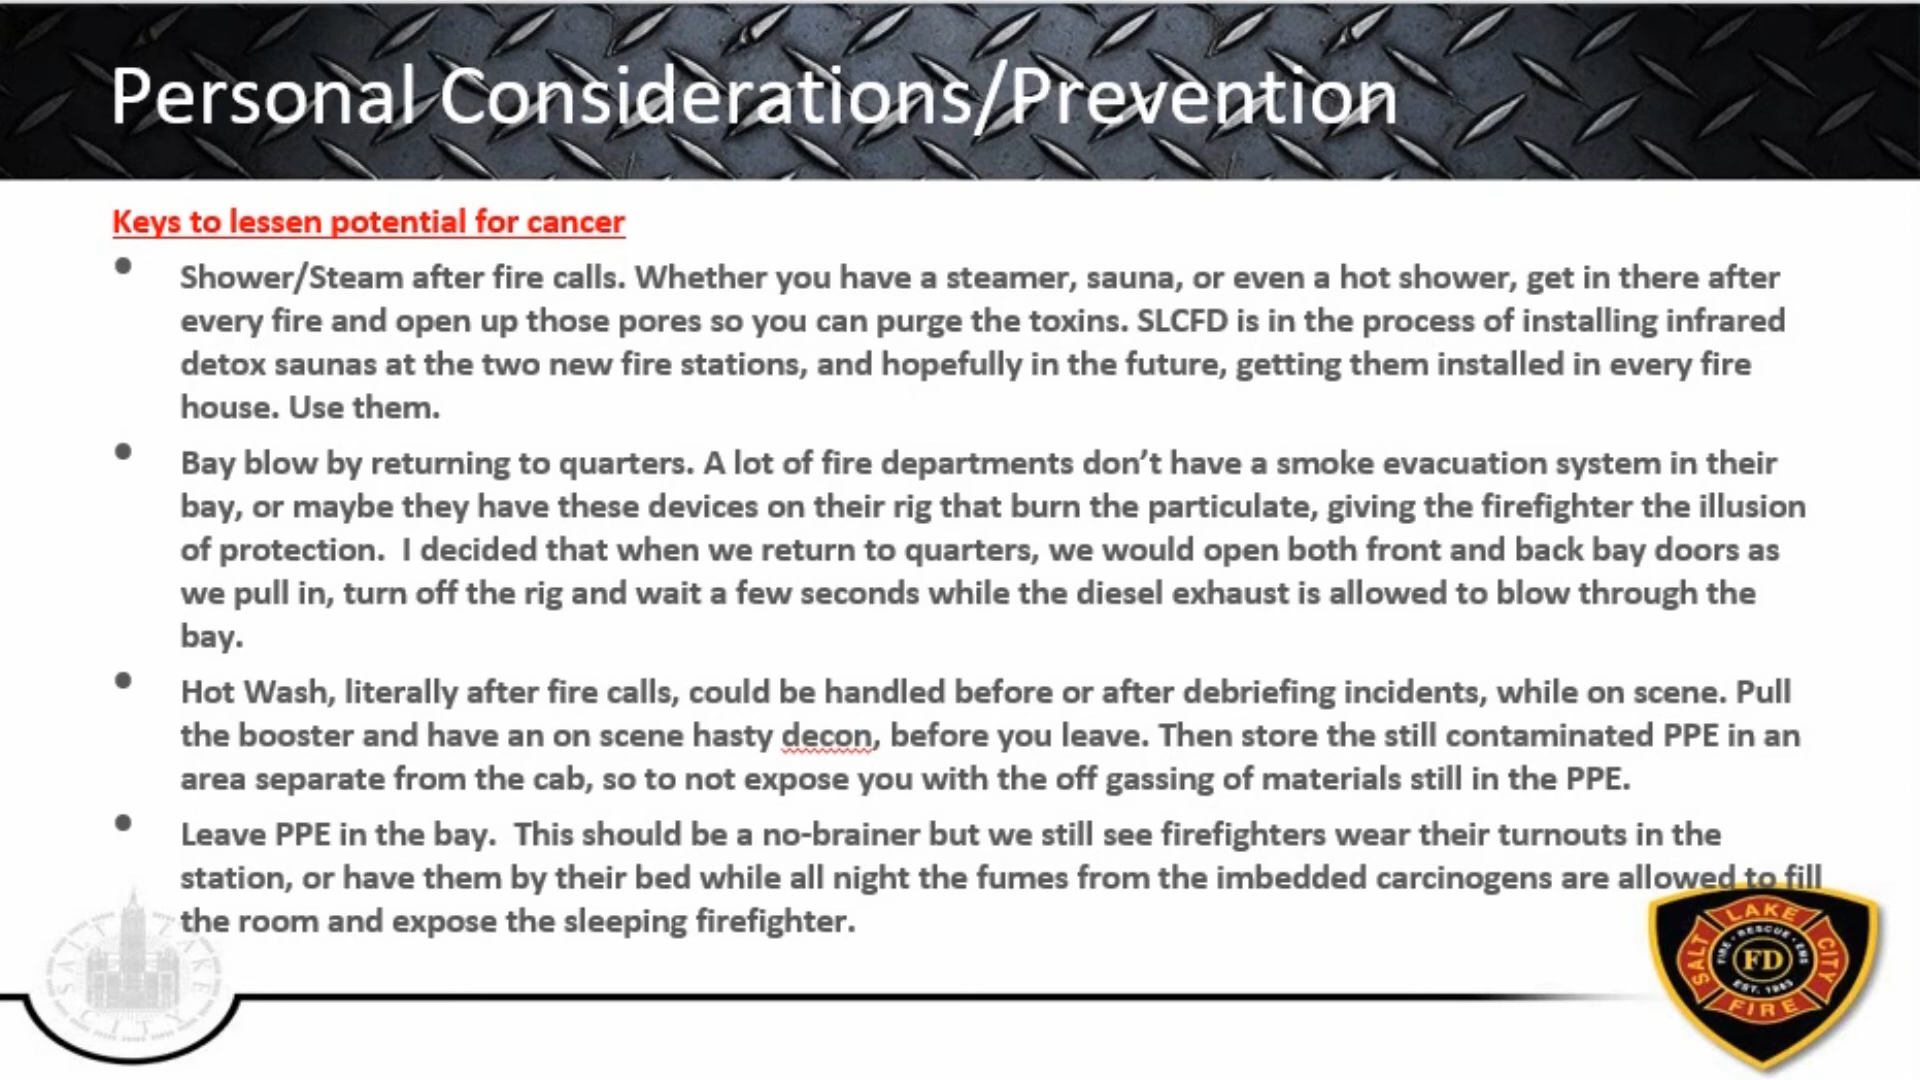 Personal Considerations/Prevention
Keys to lessen potential for cancer
• Shower/Steam after fire calls. Whether you have a steamer, sauna, or even a hot shower, get in there after
every fire and open up those pores so you can purge the toxins. SLCFD is in the process of installing infrared
detox saunas at the two new fire stations, and hopefully in the future, getting them installed in every fire
house. Use them.
• Bay blow by returning to quarters. A lot of fire departments don’t have a smoke evacuation system in their
bay, or maybe they have these devices on their rig that burn the particulate, giving the firefighter the illusion
of protection.  I decided that when we return to quarters, we would open both front and back bay doors as
we pull in, turn off the rig and wait a few seconds while the diesel exhaust is allowed to blow through the
bay.
• Hot Wash, literally after fire calls, could be handled before or after debriefing incidents, while on scene. Pull
the booster and have an on scene hasty decon, before you leave. Then store the still contaminated PPE in an
area separate from the cab, so to not expose you with the off gassing of materials still in the PPE.
• Leave PPE in the bay.  This should be a no-brainer but we still see firefighters wear their turnouts in the
station, or have them by their bed while all night the fumes from the imbedded carcinogens are allowed to fill
the room and expose the sleeping firefighter.
SALT LAKE CITY
SALT LAKE CITY FIRE
FIRE • RESCUE • EMS
FD
EST. 1883